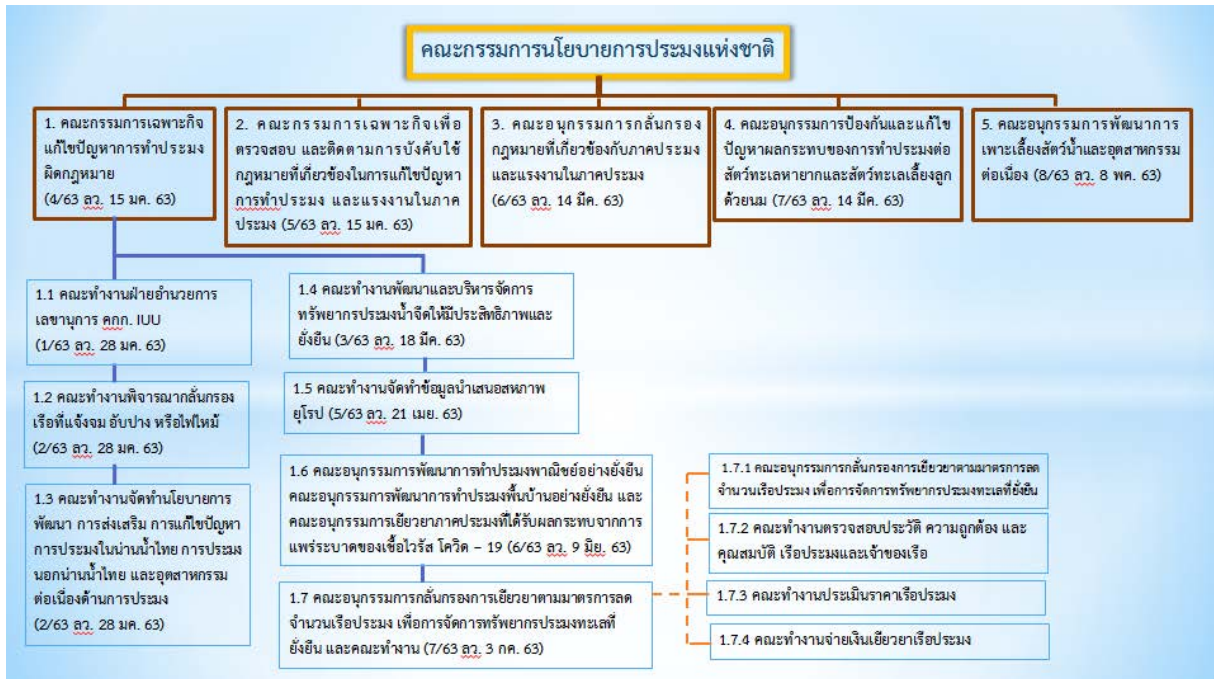 คณะกรรมการนโยบายการประมงแห่งชาติ
1. คณะกรรมการเฉพาะกิจ
แก้ไขปัญหาการทำประมง
ผิดกฎหมาย
(4/63 ลว. 15 มค. 63)
2. คณะกรรมการเฉพาะกิจเพื่อ
ตรวจสอบ และติดตามการบังคับใช้
กฎหมายที่เกี่ยวข้องในการแก้ไขปัญหา
การทำประมง และแรงงานในภาค
ประมง (5/63 ลว. 15 มค. 63)
3. คณะอนุกรรมการกลั่นกรอง
กฎหมายที่เกี่ยวข้องกับภาคประมง
และแรงงานในภาคประมง
(6/63 ลว. 14 มีค. 63)
4. คณะอนุกรรมการป้องกันและแก้ไข
ปัญหาผลกระทบของการทำประมงต่อ
สัตว์ทะเลหายากและสัตว์ทะเลเลี้ยงลูก
ด้วยนม (7/63 ลว. 14 มีค. 63)
5. คณะอนุกรรมการพัฒนาการ
เพาะเลี้ยงสัตว์น้ำและอุตสาหกรรม
ต่อเนื่อง (8/63 ลว. 8 พค. 63)
1.1 คณะทำงานฝ่ายอำนวยการ
เลขานุการ คกก. IUU
(1/63 ลว. 28 มค. 63)
1.2 คณะทำงานพิจารณากลั่นกรอง
เรือที่แจ้งจม อับปาง หรือไฟไหม้
(2/63 ลว. 28 มค. 63)
1.3 คณะทำงานจัดทำนโยบายการ
พัฒนา การส่งเสริม การแก้ไขปัญหา
การประมงในน่านน้ำไทย การประมง
นอกน่านน้ำไทย และอุตสาหกรรม
ต่อเนื่องด้านการประมง
(2/63 ลว. 28 มค. 63)
1.4 คณะทำงานพัฒนาและบริหารจัดการ
ทรัพยากรประมงน้ำจืดให้มีประสิทธิภาพและ
ยั่งยืน (3/63 ลว. 18 มีค. 63)
1.5 คณะทำงานจัดทำข้อมูลนำเสนอสหภาพ
ยุโรป (5/63 ลว. 21 เมย. 63)
1.6 คณะอนุกรรมการพัฒนาการทำประมงพาณิชย์อย่างยั่งยืน
คณะอนุกรรมการพัฒนาการทำประมงพื้นบ้านอย่างยั่งยืน และ
คณะอนุกรรมการเยียวยาภาคประมงที่ได้รับผลกระทบจากการ
แพร่ระบาดของเชื้อไวรัส โควิด – 19 (6/63 ลว. 9 มิย. 63)
1.7 คณะอนุกรรมการกลั่นกรองการเยียวยาตามมาตรการลด
จำนวนเรือประมง เพื่อการจัดการทรัพยากรประมงทะเลที่
ยั่งยืน และคณะทำงาน (7/63 ลว. 3 กค. 63)
1.7.1 คณะอนุกรรมการกลั่นกรองการเยียวยาตามมาตรการลด
จำนวนเรือประมง เพื่อการจัดการทรัพยากรประมงทะเลที่ยั่งยืน
1.7.2 คณะทำงานตรวจสอบประวัติ ความถูกต้อง และ
คุณสมบัติ เรือประมงและเจ้าของเรือ
1.7.3 คณะทำงานประเมินราคาเรือประมง
1.7.4 คณะทำงานจ่ายเงินเยียวยาเรือประมง